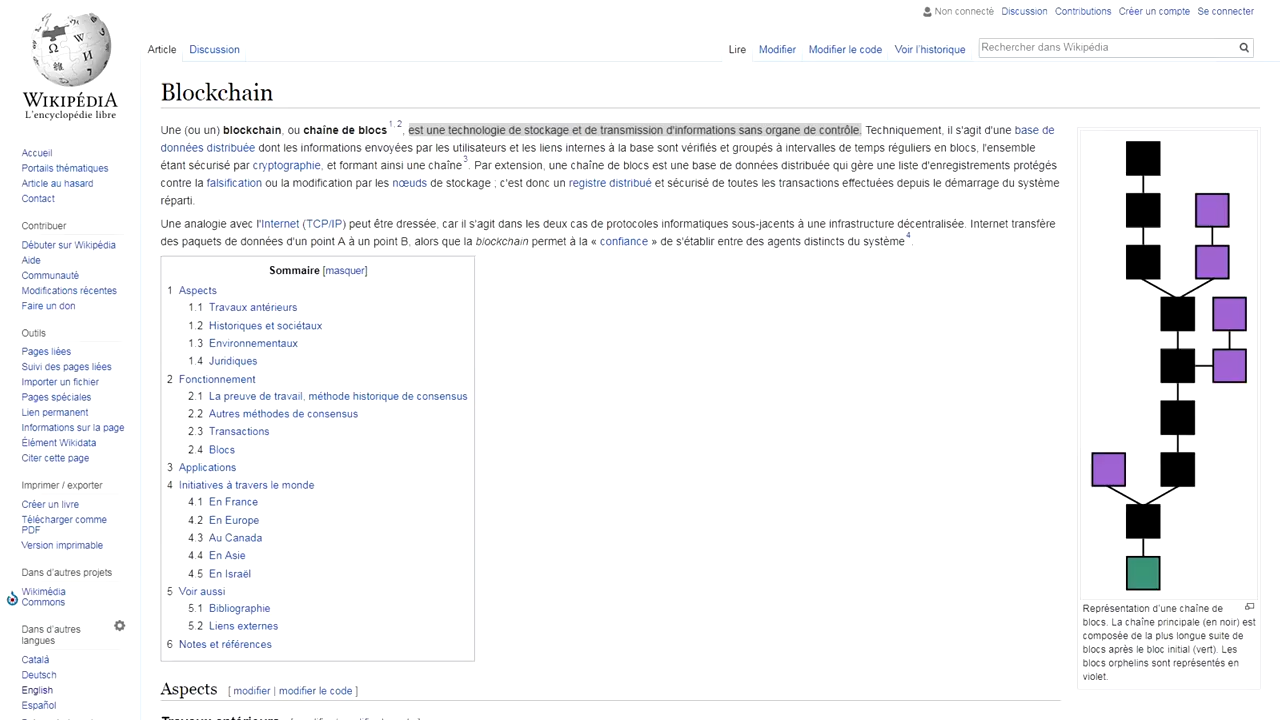 Non connecté Discussion Contributions Créer un compte Se connecter
Article Discussion Lire Modifier Modifier le code Voir l'historique Rechercher dans Wikipédia
WIKIPÉDIA
L'encyclopédie libre
Accueil
Portails thématiques
Article au hasard
Contact
Contribuer
Débuter sur Wikipédia
Aide
Communauté
Modifications récentes
Faire un don
Outils
Pages liées
Suivi des pages liées
Importer un fichier
Pages spéciales
Lien permanent
Informations sur la page
Élément Wikidata
Citer cette page
Imprimer / exporter
Créer un livre
Télécharger comme
PDF
Version imprimable
Dans d'autres projets
Wikimedia
Commons
Dans d'autres
langues
Català
Deutsch
English
Español
Blockchain
Une (ou un) blockchain, ou chaîne de blocs1, 2, est une technologie de stockage et de transmission d'informations sans organe de contrôle. Techniquement, il s'agit d'une base de
données distribuée dont les informations envoyées par les utilisateurs et les liens internes à la base sont vérifiés et groupés à intervalles de temps réguliers en blocs, l'ensemble
étant sécurisé par cryptographie, et formant ainsi une chaîne3. Par extension, une chaîne de blocs est une base de données distribuée qui gère une liste d'enregistrements protégés
contre la falsification ou la modification par les nœuds de stockage ; c'est donc un registre distribué et sécurisé de toutes les transactions effectuées depuis le démarrage du système
réparti.
Une analogie avec l'Internet (TCP/IP) peut être dressée, car il s'agit dans les deux cas de protocoles informatiques sous-jacents à une infrastructure décentralisée. Internet transfère
des paquets de données d'un point A à un point B, alors que la blockchain permet à la « confiance » de s'établir entre des agents distincts du système4.
Sommaire [masquer]
1 Aspects
1.1 Travaux antérieurs
1.2 Historiques et sociétaux
1.3 Environnementaux
1.4 Juridiques
2 Fonctionnement
2.1 La preuve de travail, méthode historique de consensus
2.2 Autres méthodes de consensus
2.3 Transactions
2.4 Blocs
3 Applications
4 Initiatives à travers le monde
4.1 En France
4.2 En Europe
4.3 Au Canada
4.4 En Asie
4.5 En Israël
5 Voir aussi
5.1 Bibliographie
5.2 Liens externes
6 Notes et références
Aspects [ modifier | modifier le code ]
Représentation d'une chaîne de
blocs. La chaîne principale (en noir) est
composée de la plus longue suite de
blocs après le bloc initial (vert). Les
blocs orphelins sont représentés en
violet.